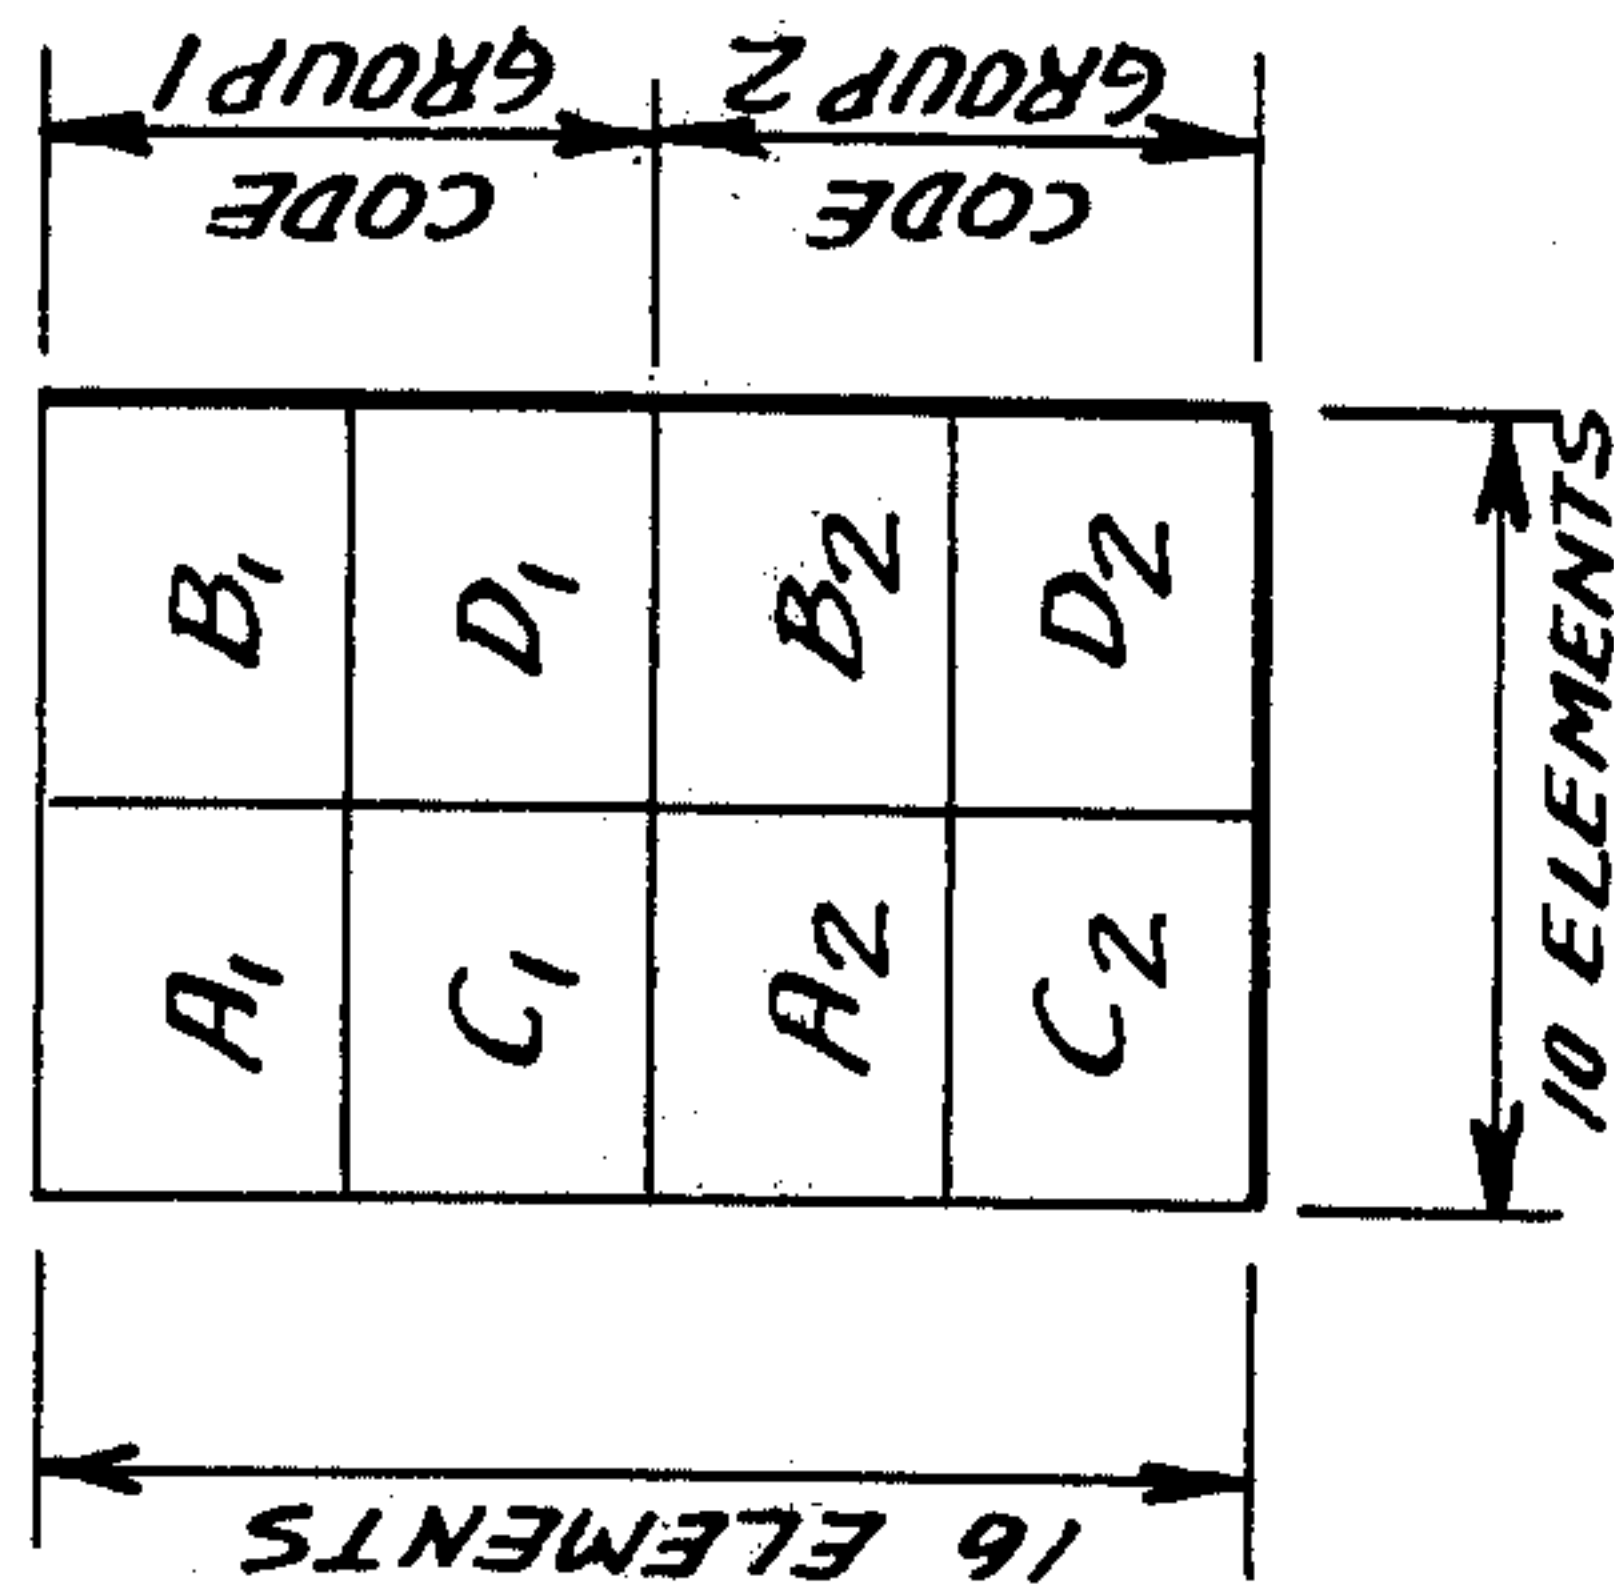 CODE
GROUP 1
CODE
GROUP 2
A1
B1
C1
D1
A2
B2
C2
D2
16 ELEMENTS
10 ELEMENTS